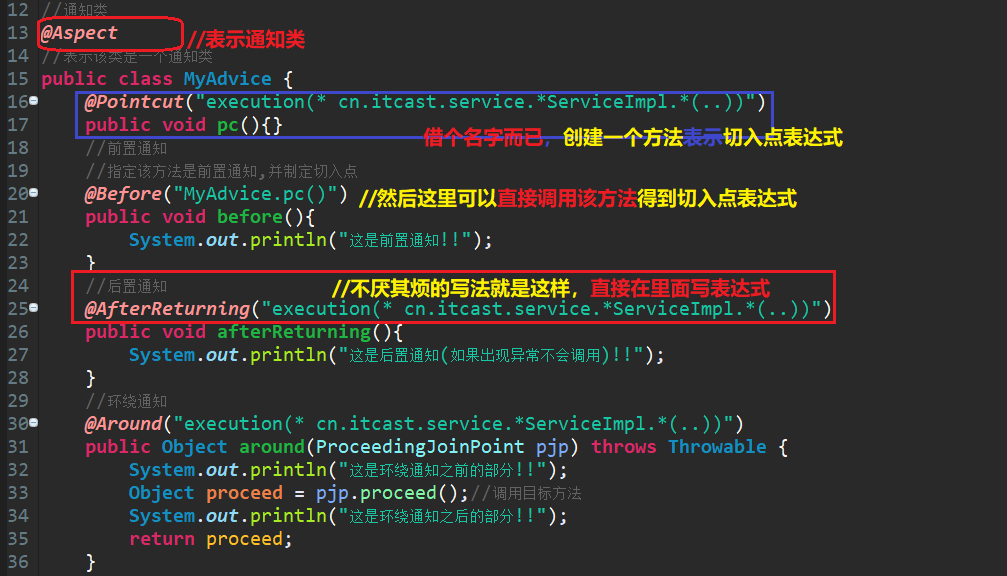 12 //通知类
13 @Aspect //表示通知类
14 //表示该类是一个通知类
15 public class MyAdvice {
16 @Pointcut("execution(* cn.itcast.service.*ServiceImpl.*(..))")
17 public void pc(){}
借个名字而已，创建一个方法表示切入点表达式
18 //前置通知
19 //指定该方法是前置通知,并制定切入点
20 @Before("MyAdvice.pc()") //然后这里可以直接调用该方法得到切入点表达式
21 public void before(){
22 System.out.println("这是前置通知!!");
23 }
24 //后置通知 //不厌其烦的写法就是这样，直接在里面写表达式
25 @AfterReturning("execution(* cn.itcast.service.*ServiceImpl.*(..))")
26 public void afterReturning(){
27 System.out.println("这是后置通知(如果出现异常不会调用)!!");
28 }
29 //环绕通知
30 @Around("execution(* cn.itcast.service.*ServiceImpl.*(..))")
31 public Object around(ProceedingJoinPoint pjp) throws Throwable {
32 System.out.println("这是环绕通知之前的部分!!");
33 Object proceed = pjp.proceed();//调用目标方法
34 System.out.println("这是环绕通知之后的部分!!");
35 return proceed;
36 }